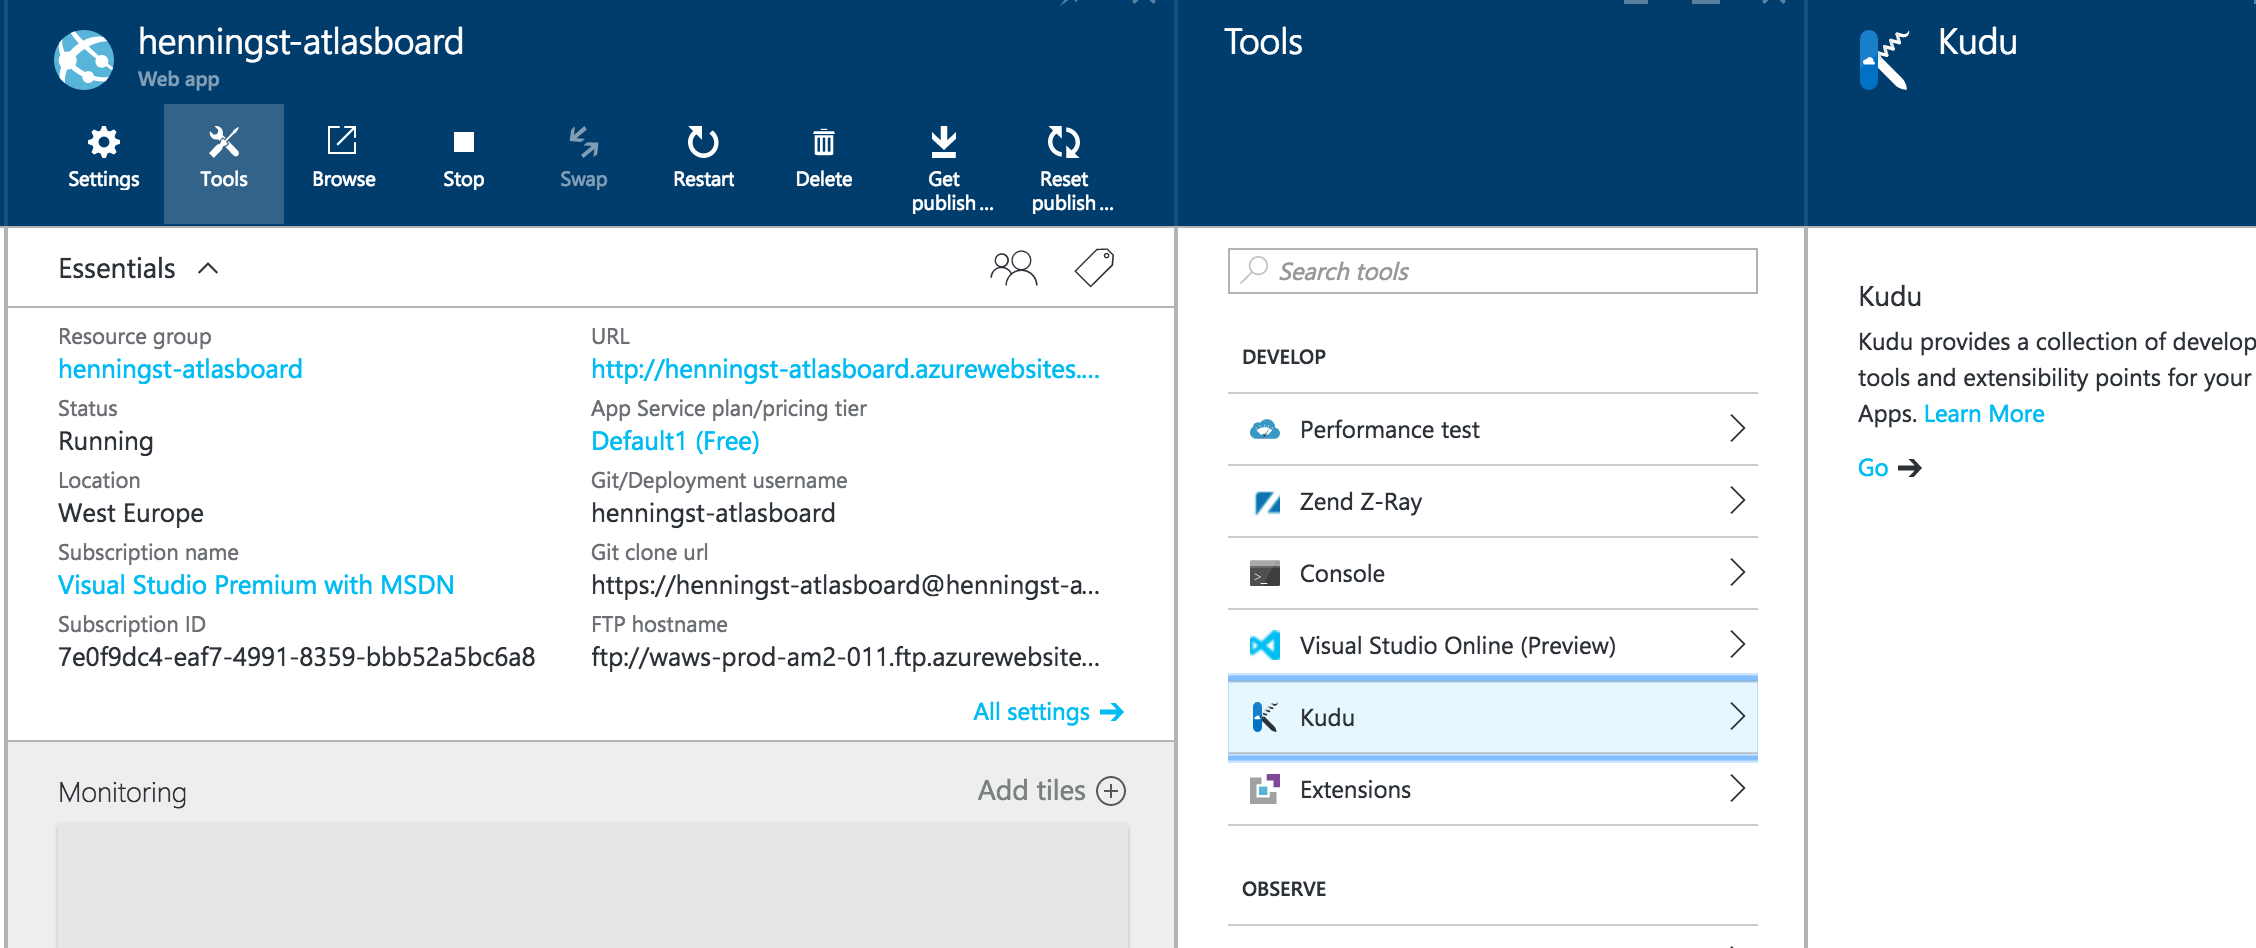 henningst-atlasboard
Web app
Settings
Tools
Browse
Stop
Swap
Restart
Delete
Get
publish ...
Reset
publish ...
Essentials
Resource group
henningst-atlasboard
Status
Running
Location
West Europe
Subscription name
Visual Studio Premium with MSDN
Subscription ID
7e0f9dc4-eaf7-4991-8359-bbb52a5bc6a8
URL
http://henningst-atlasboard.azurewebsites....
App Service plan/pricing tier
Default1 (Free)
Git/Deployment username
henningst-atlasboard
Git clone url
https://henningst-atlasboard@henningst-a...
FTP hostname
ftp://waws-prod-am2-011.ftp.azurewebsite...
All settings
Monitoring
Add tiles
Tools
Search tools
DEVELOP
Performance test
Zend Z-Ray
Console
Visual Studio Online (Preview)
Kudu
Extensions
OBSERVE
Kudu
Kudu
Kudu provides a collection of develop
tools and extensibility points for your
Apps. Learn More
Go